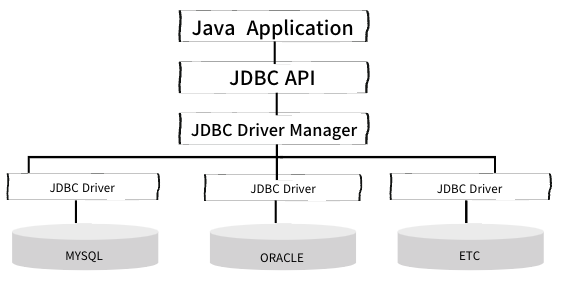 Java Application
JDBC API
JDBC Driver Manager
JDBC Driver
JDBC Driver
JDBC Driver
MYSQL
ORACLE
ETC